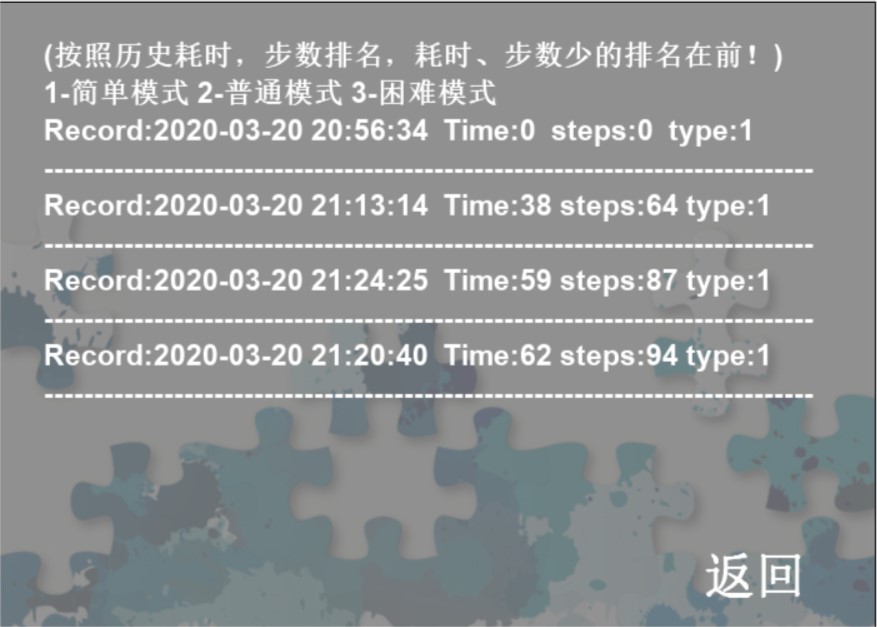 (按照历史耗时，步数排名，耗时、步数少的排名在前！)
1-简单模式 2-普通模式 3-困难模式
Record:2020-03-20 20:56:34  Time:0  steps:0  type:1
-----------------------------------------------------------------------------
Record:2020-03-20 21:13:14  Time:38 steps:64 type:1
-----------------------------------------------------------------------------
Record:2020-03-20 21:24:25  Time:59 steps:87 type:1
-----------------------------------------------------------------------------
Record:2020-03-20 21:20:40  Time:62 steps:94 type:1
-----------------------------------------------------------------------------
返回